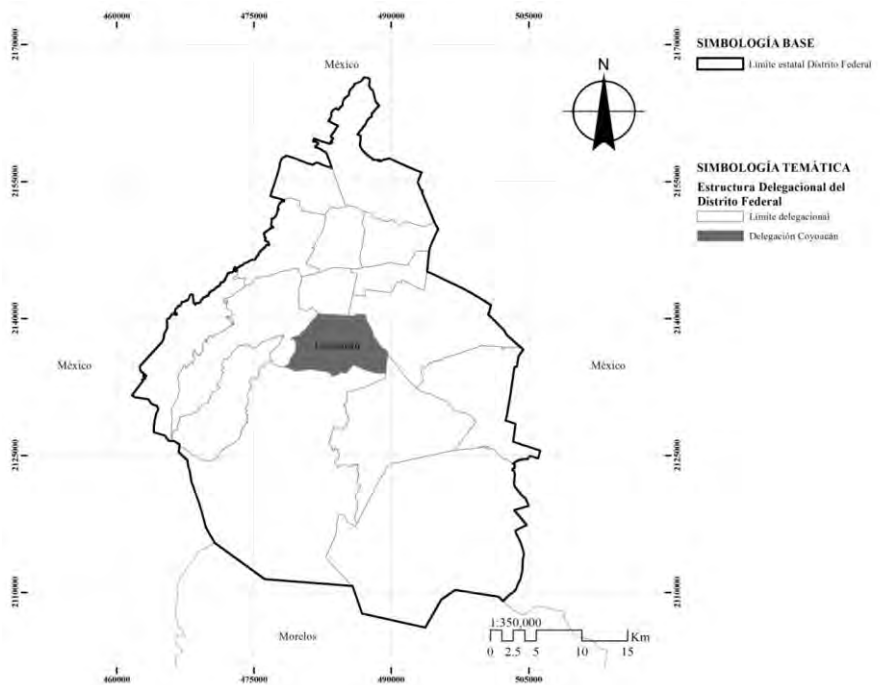 460000 475000 490000 505000
2170000 2170000
2155000 2155000
2140000 2140000
2125000 2125000
2110000 2110000
México
N
México
México
Morelos
1:350,000
Km
0 2.5 5 10 15
460000 475000 490000 505000
SIMBOLOGÍA BASE
Límite estatal Distrito Federal
SIMBOLOGÍA TEMÁTICA
Estructura Delegacional del
Distrito Federal
Límite delegacional
Delegación Coyoacán